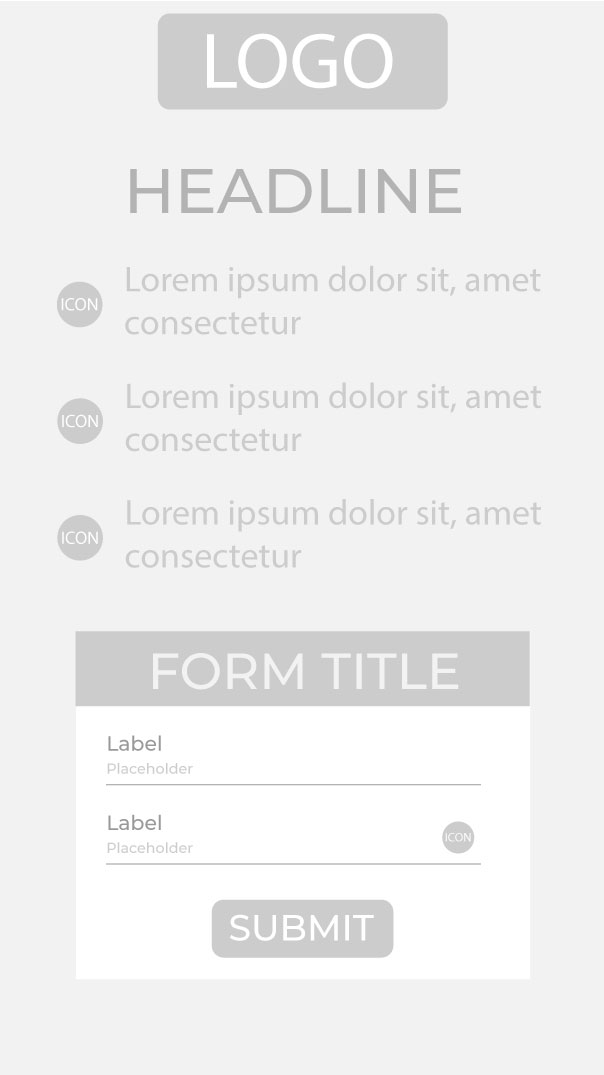 LOGO
HEADLINE
ICON
Lorem ipsum dolor sit, amet
consectetur
ICON
Lorem ipsum dolor sit, amet
consectetur
ICON
Lorem ipsum dolor sit, amet
consectetur
FORM TITLE
Label
Placeholder
Label
Placeholder
ICON
SUBMIT